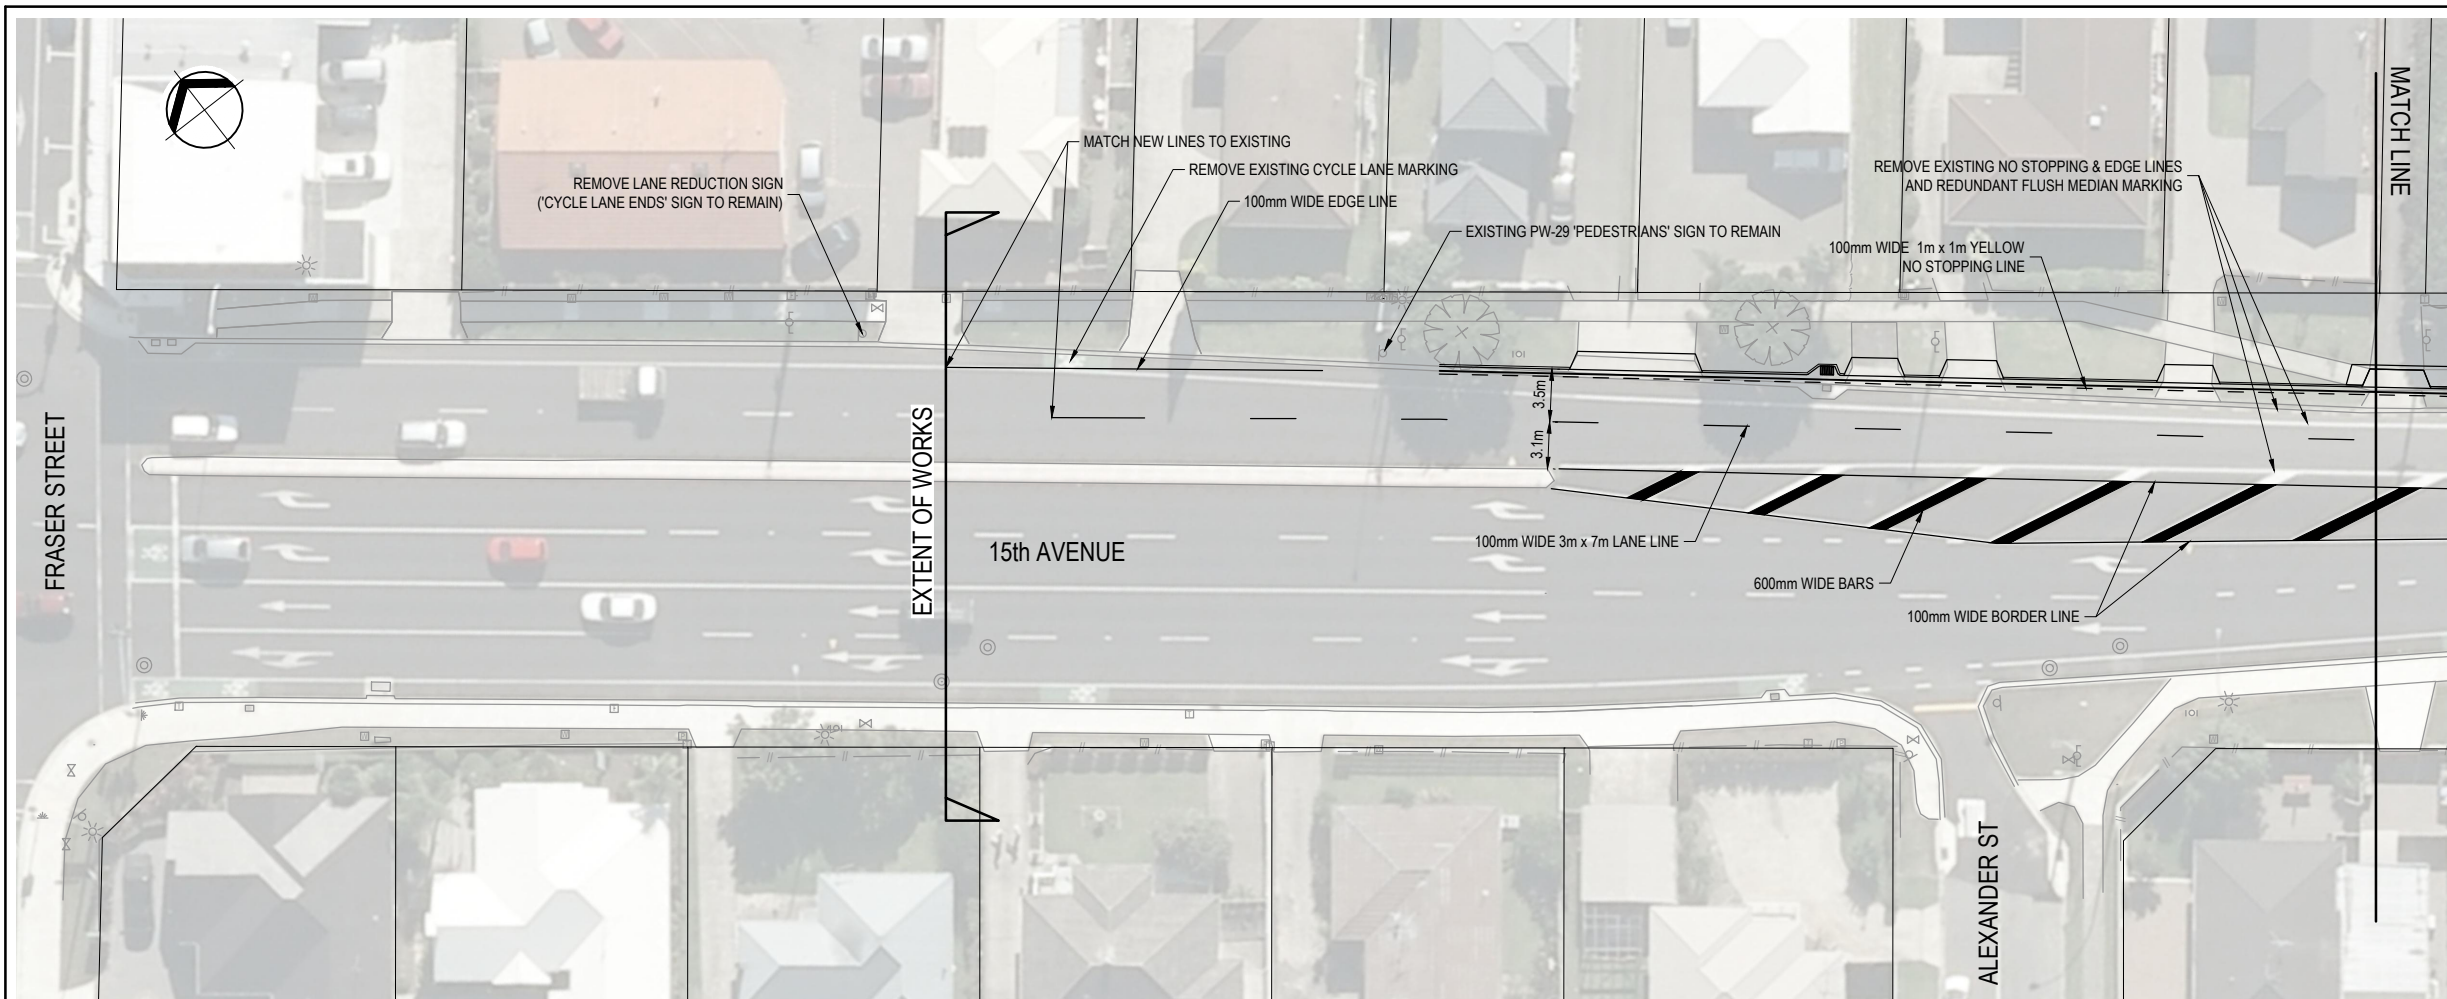 MATCH NEW LINES TO EXISTING
REMOVE EXISTING CYCLE LANE MARKING
REMOVE LANE REDUCTION SIGN
('CYCLE LANE ENDS' SIGN TO REMAIN)
100mm WIDE EDGE LINE
EXISTING PW-29 'PEDESTRIANS' SIGN TO REMAIN
REMOVE EXISTING NO STOPPING & EDGE LINES
AND REDUNDANT FLUSH MEDIAN MARKING
100mm WIDE 1m x 1m YELLOW
NO STOPPING LINE
MATCH LINE
3.5m
3.1m
FRASER STREET
EXTENT OF WORKS
15th AVENUE
100mm WIDE 3m x 7m LANE LINE
600mm WIDE BARS
100mm WIDE BORDER LINE
ALEXANDER ST